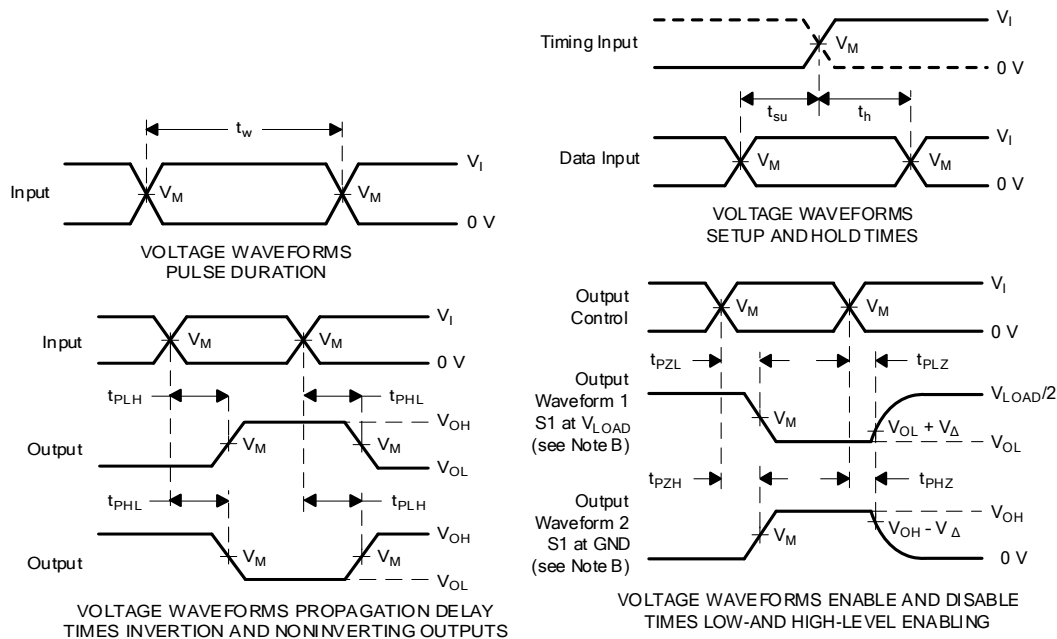 t_w
V_I
Input
V_M
V_M
0 V
VOLTAGE WAVEFORMS
PULSE DURATION
Timing Input
V_I
V_M
0 V
t_su
t_h
Data Input
V_I
V_M
V_M
0 V
VOLTAGE WAVEFORMS
SETUP AND HOLD TIMES
Input
V_I
V_M
V_M
0 V
t_PLH
t_PHL
Output
V_OH
V_M
V_M
V_OL
t_PHL
t_PLH
Output
V_OH
V_M
V_M
V_OL
VOLTAGE WAVEFORMS PROPAGATION DELAY
TIMES INVERTION AND NONINVERTING OUTPUTS
Output
Control
V_I
V_M
V_M
0 V
t_PZL
t_PLZ
Output
Waveform 1
S1 at V_LOAD
(see Note B)
V_LOAD/2
V_M
V_OL + V_Δ
V_OL
t_PZH
t_PHZ
Output
Waveform 2
S1 at GND
(see Note B)
V_OH
V_M
V_OH - V_Δ
0 V
VOLTAGE WAVEFORMS ENABLE AND DISABLE
TIMES LOW-AND HIGH-LEVEL ENABLING